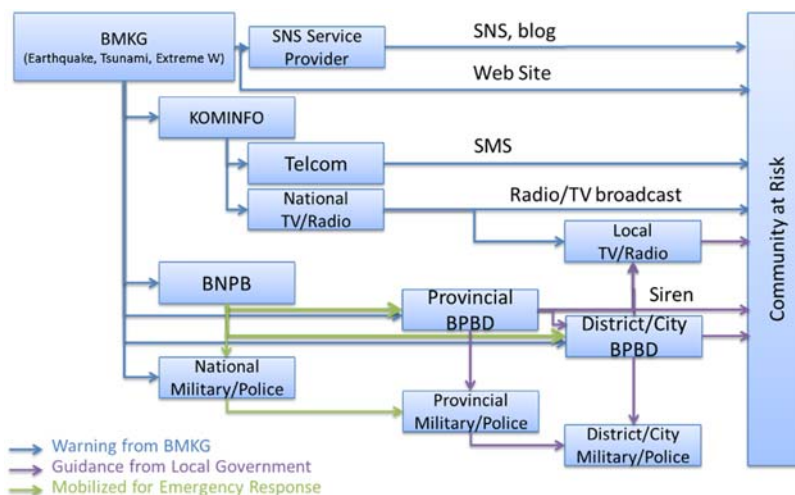 BMKG
(Earthquake, Tsunami, Extreme W)
SNS Service
Provider
SNS, blog
Web Site
KOMINFO
Telcom
SMS
National
TV/Radio
Radio/TV broadcast
Local
TV/Radio
BNPB
Provincial
BPBD
Siren
District/City
BPBD
National
Military/Police
Provincial
Military/Police
District/City
Military/Police
Community at Risk
Warning from BMKG
Guidance from Local Government
Mobilized for Emergency Response